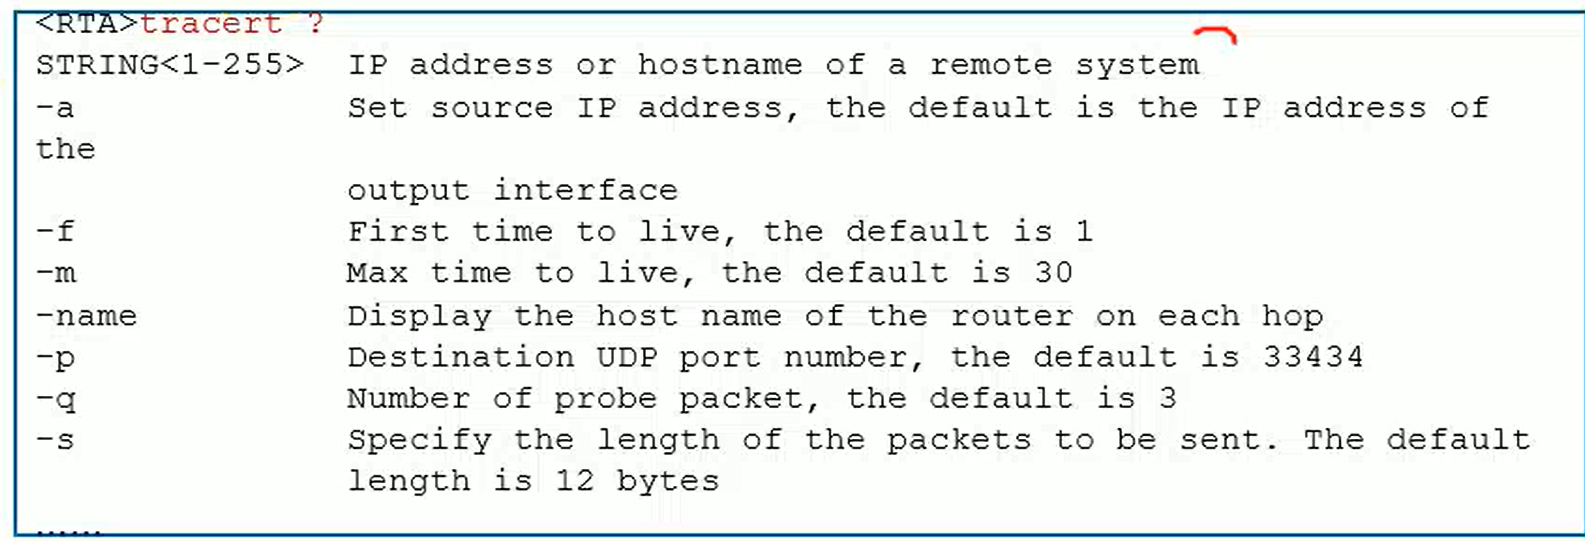 <RTA>tracert ?
STRING<1-255> IP address or hostname of a remote system
-a Set source IP address, the default is the IP address of
the
output interface
-f First time to live, the default is 1
-m Max time to live, the default is 30
-name Display the host name of the router on each hop
-p Destination UDP port number, the default is 33434
-q Number of probe packet, the default is 3
-s Specify the length of the packets to be sent. The default
length is 12 bytes
......